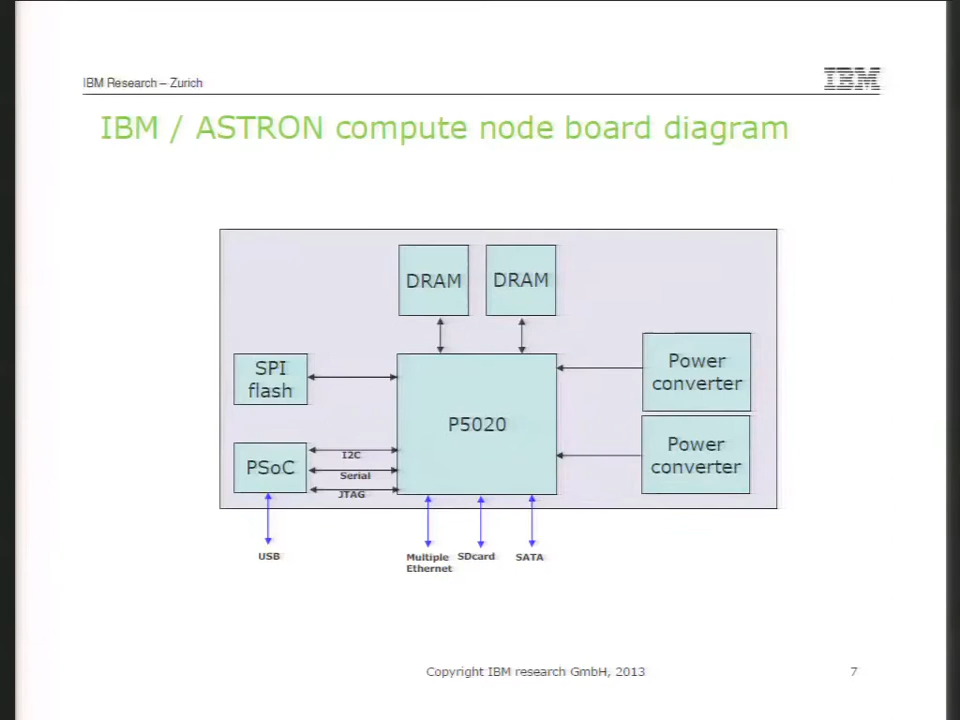 IBM Research – Zurich
IBM
IBM / ASTRON compute node board diagram
DRAM
DRAM
SPI
flash
Power
converter
P5020
PSoC
I2C
Serial
JTAG
Power
converter
USB
Multiple
Ethernet
SDcard
SATA
Copyright IBM research GmbH, 2013
7